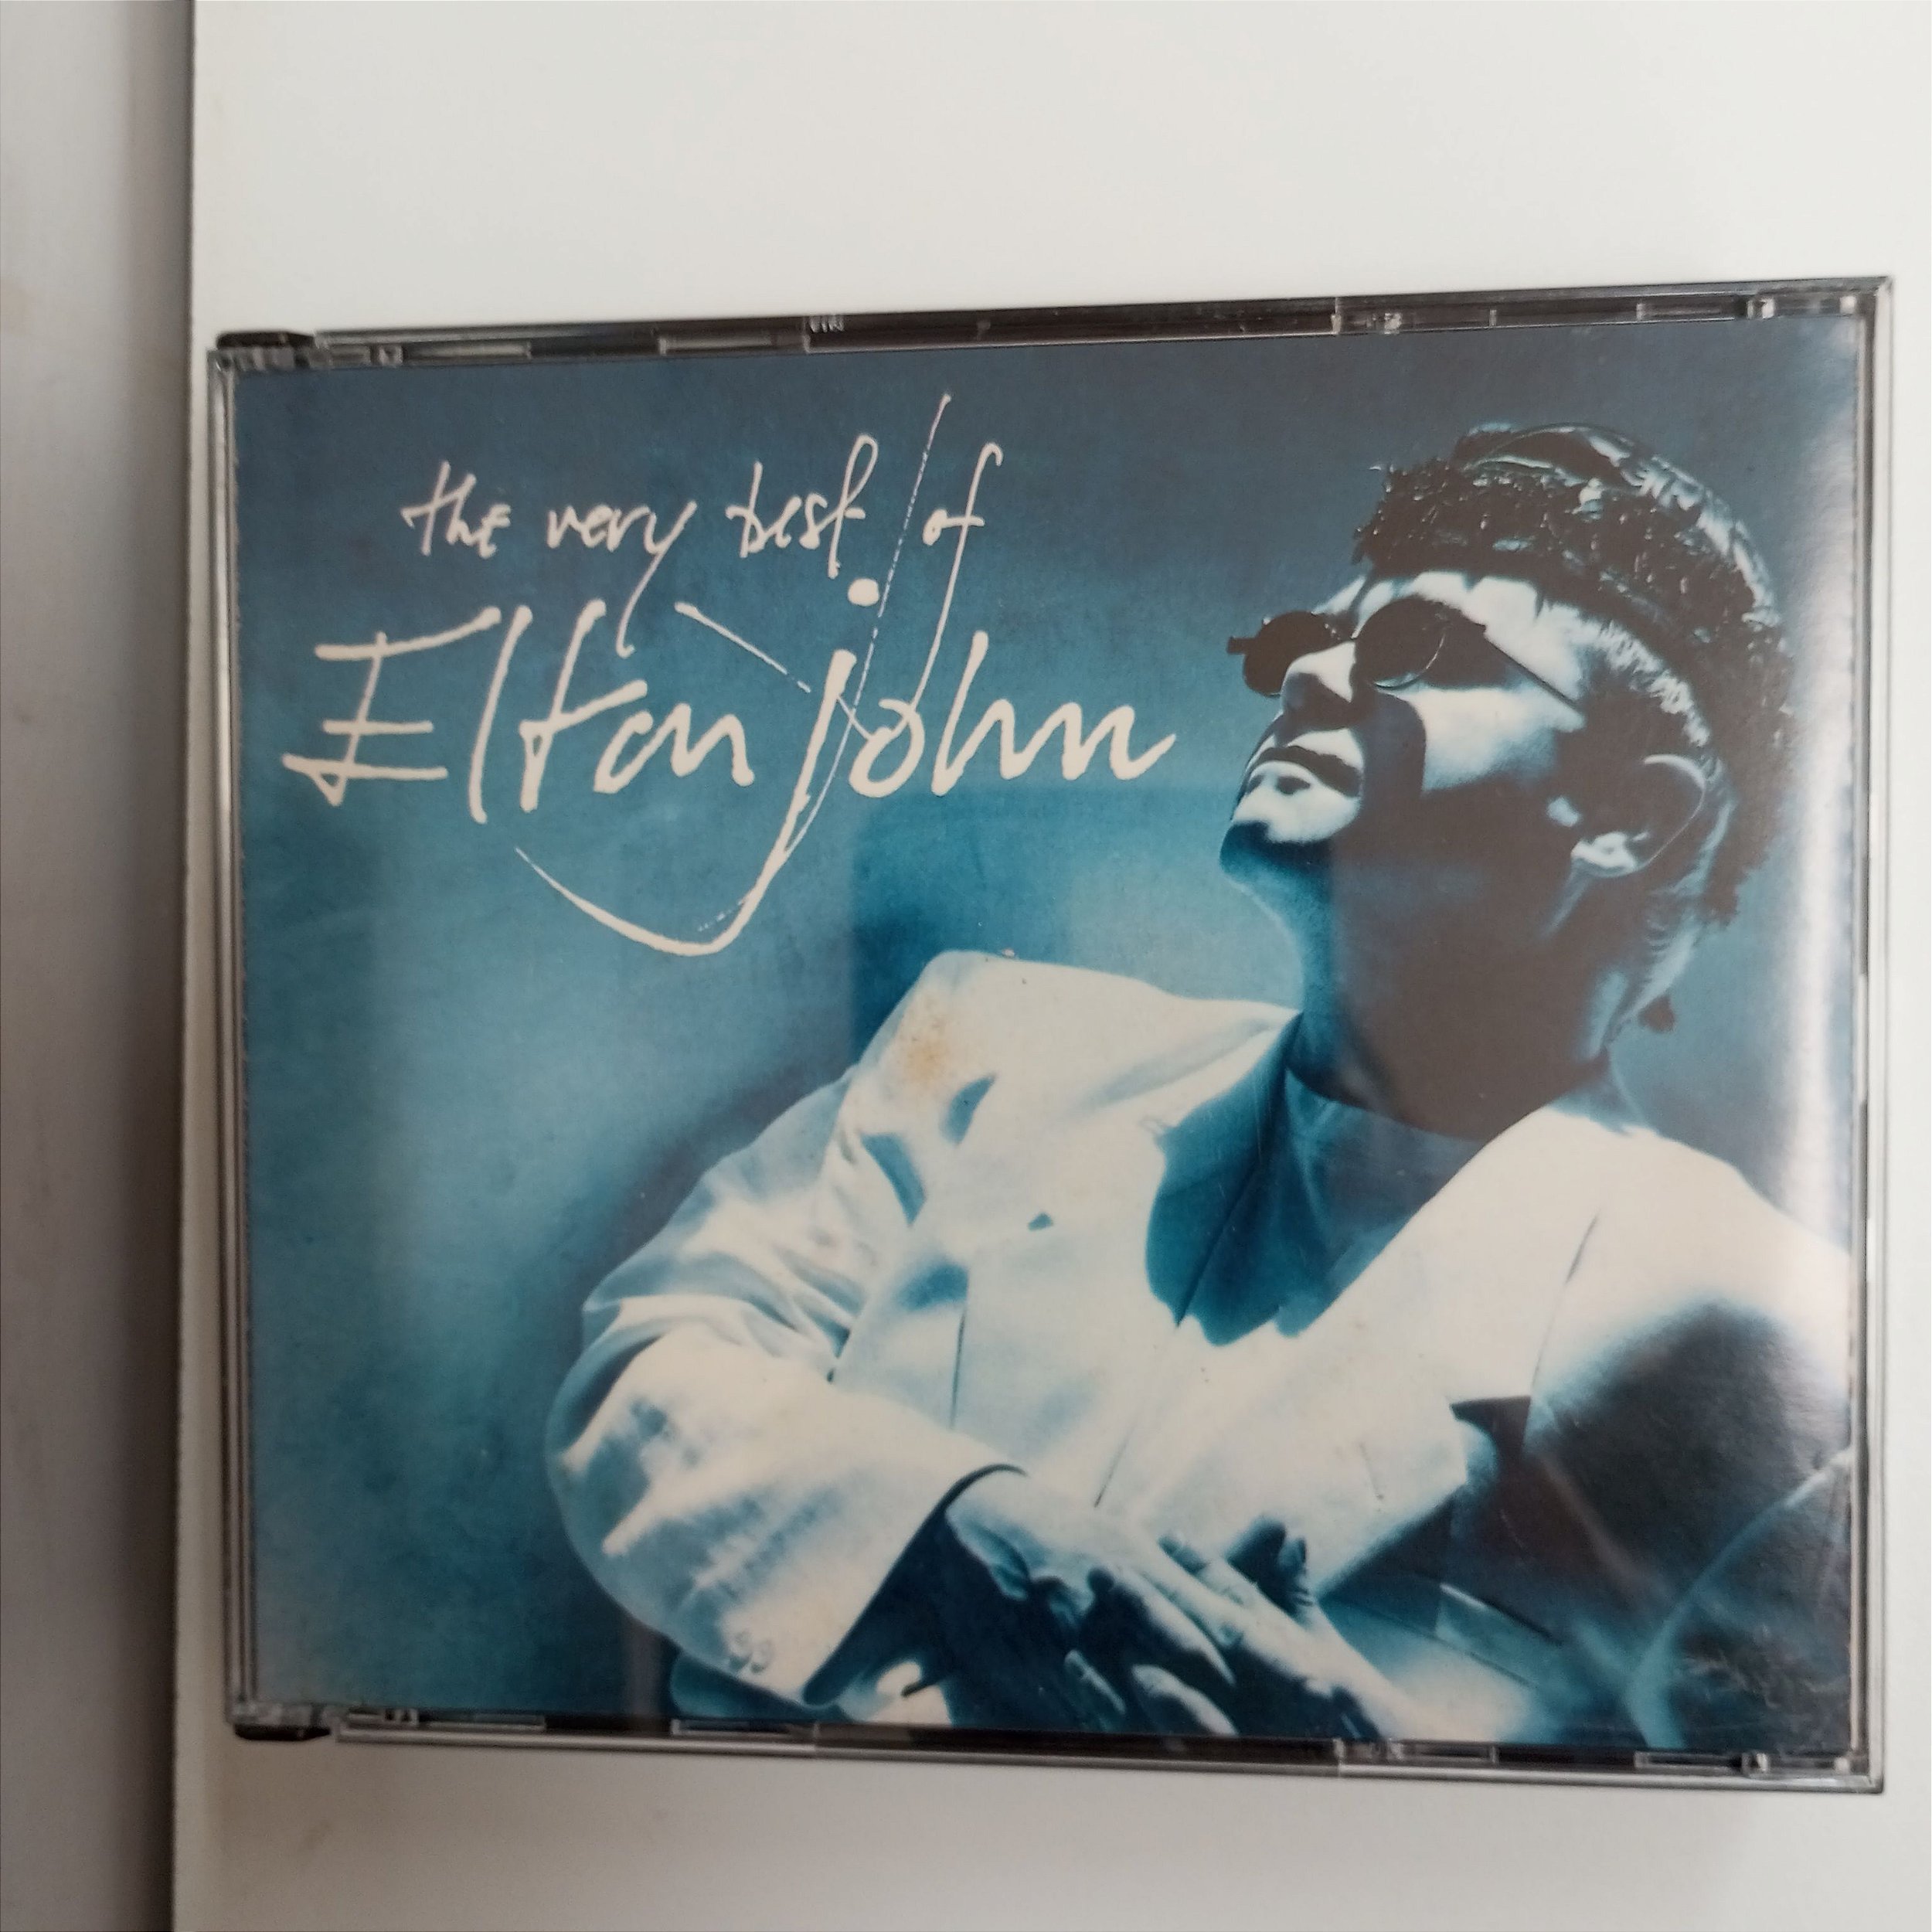 the very best of
Elton john